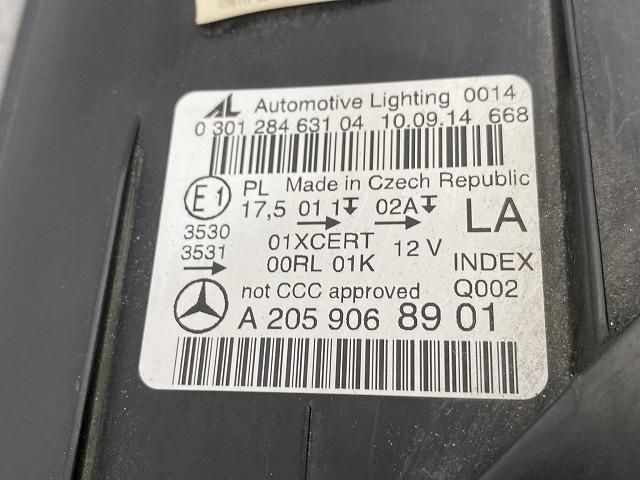 AL Automotive Lighting 0014
0 301 284 631 04 10.09.14 668
E1 PL Made in Czech Republic
17,5 01 1 02A LA
3530
3531 01XCERT 12 V
00RL 01K INDEX
not CCC approved Q002
A 205 906 89 01